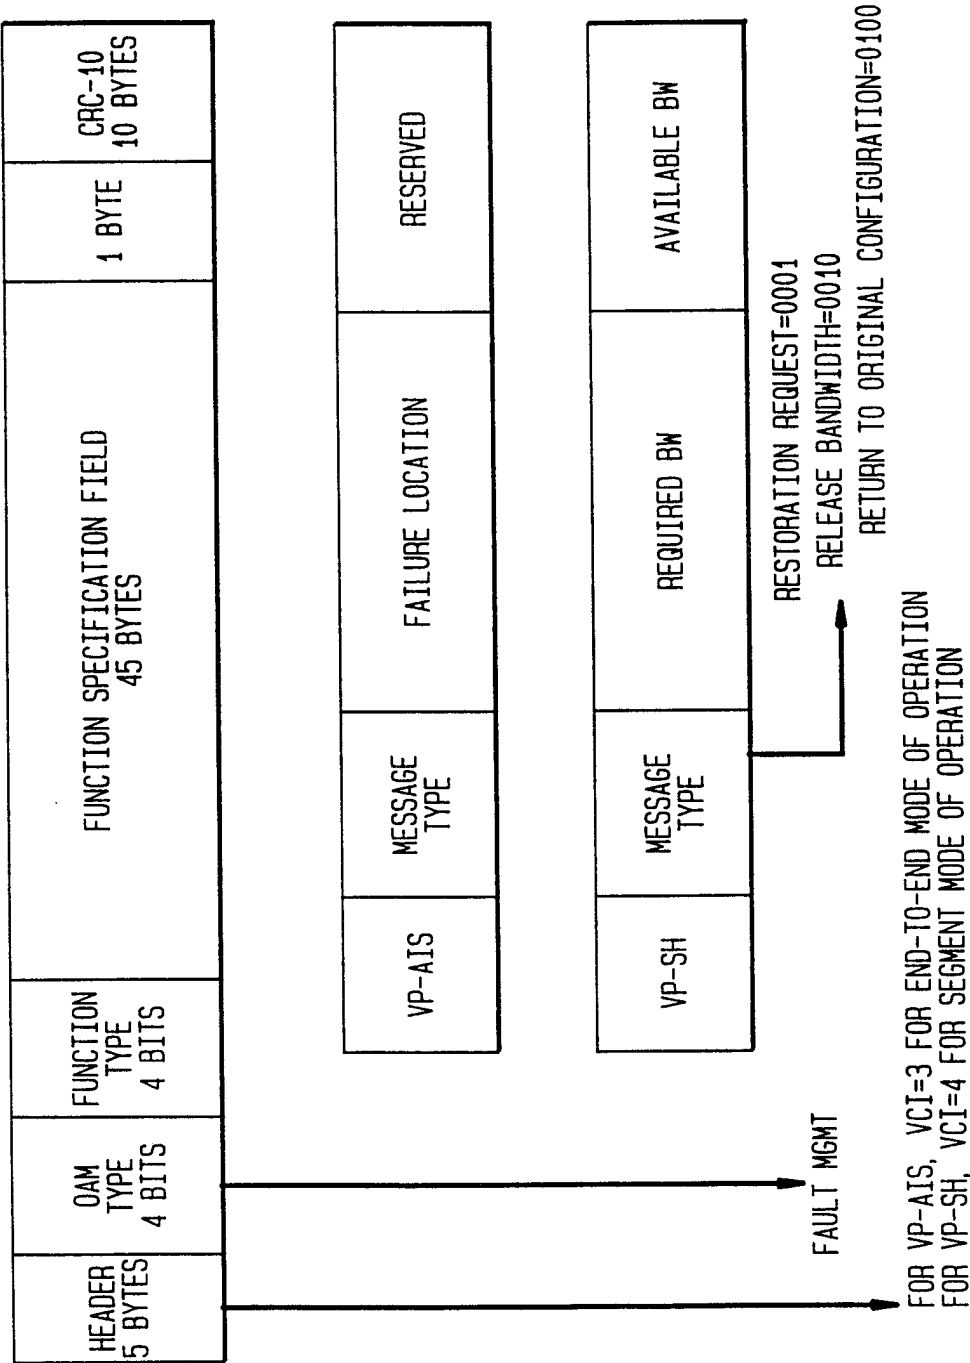 HEADER
5 BYTES
OAM
TYPE
4 BITS
FUNCTION
TYPE
4 BITS
FUNCTION SPECIFICATION FIELD
45 BYTES
1 BYTE
CRC-10
10 BYTES
VP-AIS
MESSAGE
TYPE
FAILURE LOCATION
RESERVED
VP-SH
MESSAGE
TYPE
REQUIRED BW
AVAILABLE BW
RESTORATION REQUEST=0001
RELEASE BANDWIDTH=0010
RETURN TO ORIGINAL CONFIGURATION=0100
FAULT MGMT
FOR VP-AIS, VCI=3 FOR END-TO-END MODE OF OPERATION
FOR VP-SH, VCI=4 FOR SEGMENT MODE OF OPERATION